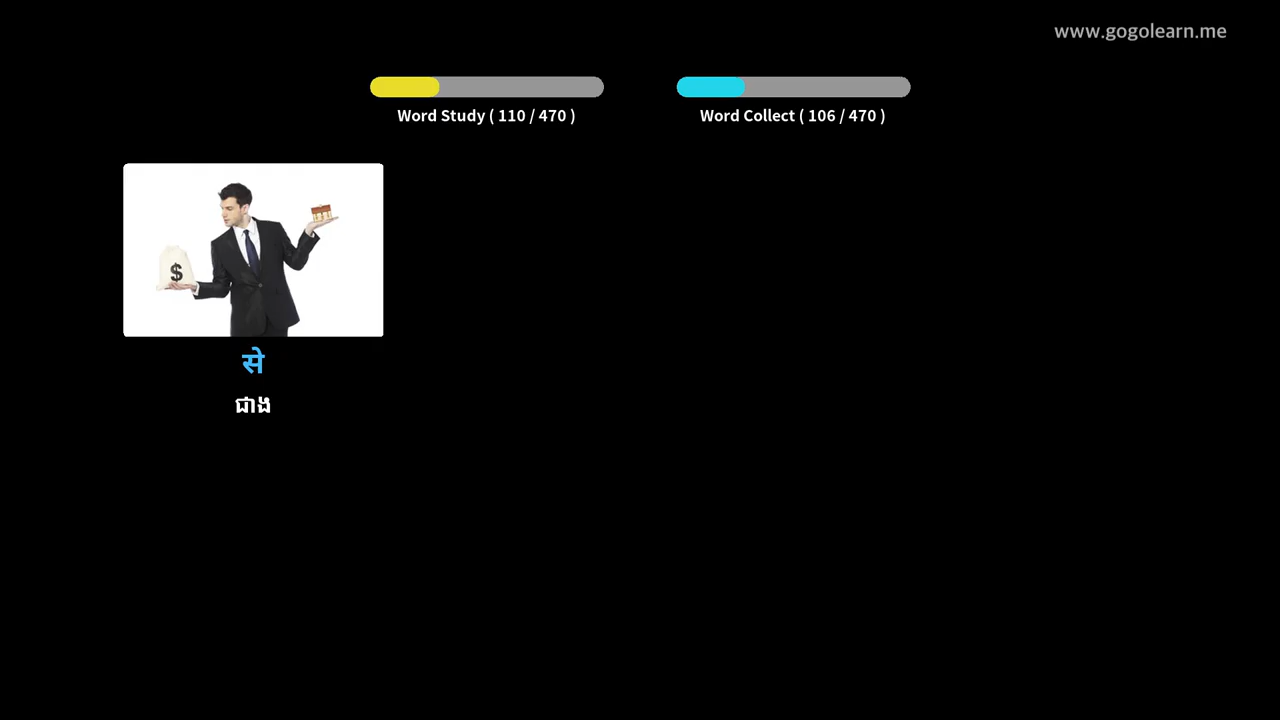 www.gogolearn.me
Word Study ( 110 / 470 )
Word Collect ( 106 / 470 )
$
से
ជាង